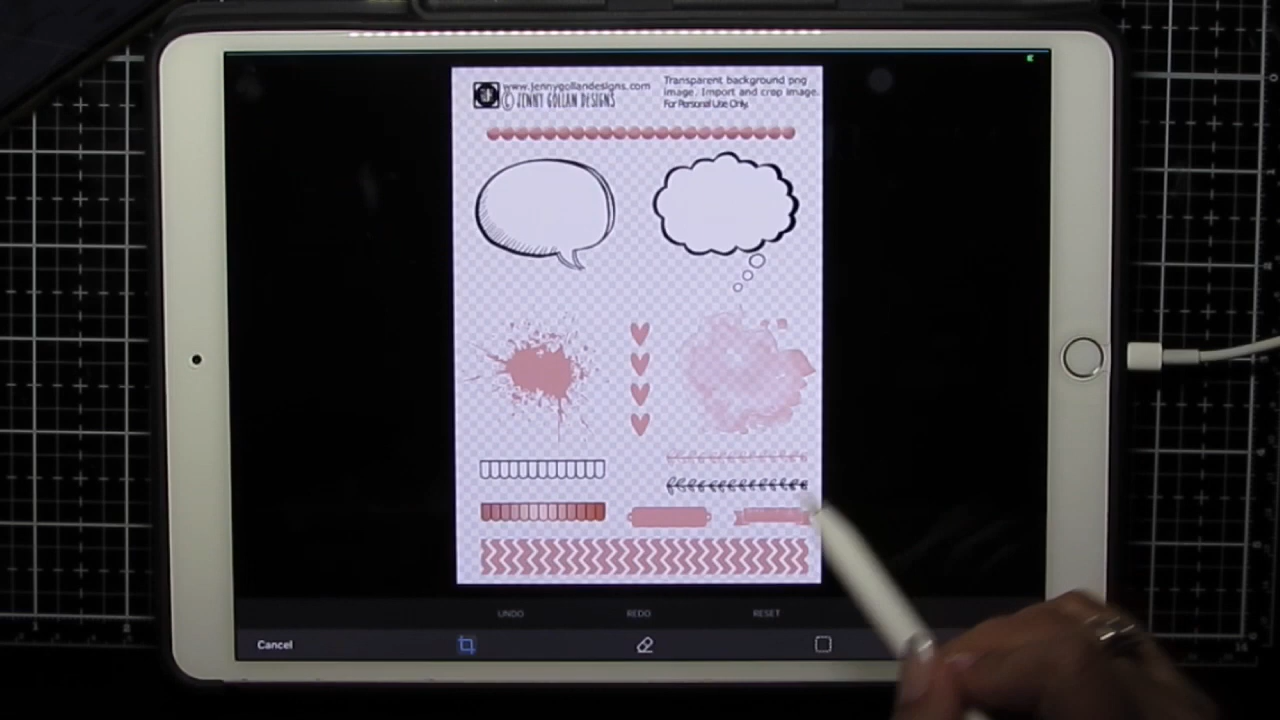 www.jennygollandesigns.com
© JENNY GOLLAN DESIGNS
Transparent background png
image. Import and crop image.
For Personal Use Only.
UNDO
REDO
RESET
Cancel